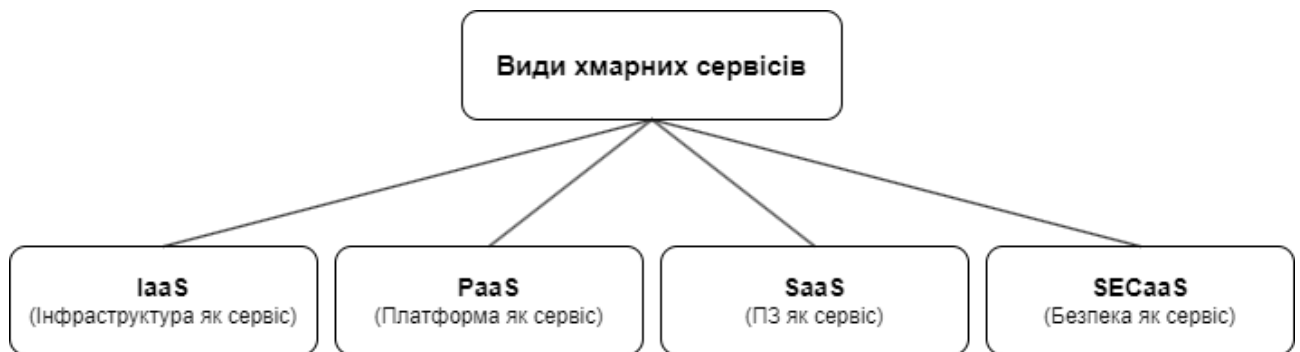 Види хмарних сервісів
IaaS
(Інфраструктура як сервіс)
PaaS
(Платформа як сервіс)
SaaS
(ПЗ як сервіс)
SECaaS
(Безпека як сервіс)